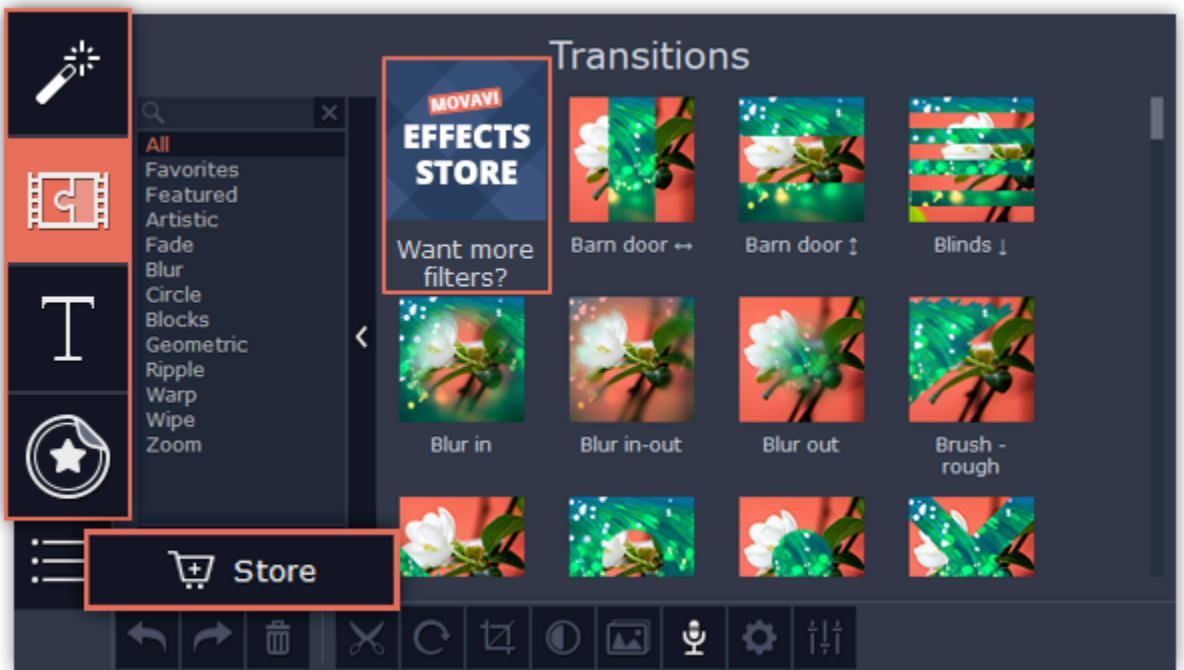 Transitions
MOVAVI
EFFECTS
STORE
Want more
filters?
All
Favorites
Featured
Artistic
Fade
Blur
Circle
Blocks
Geometric
Ripple
Warp
Wipe
Zoom
Barn door ↔
Barn door ↕
Blinds ↓
Blur in
Blur in-out
Blur out
Brush -
rough
T
Store